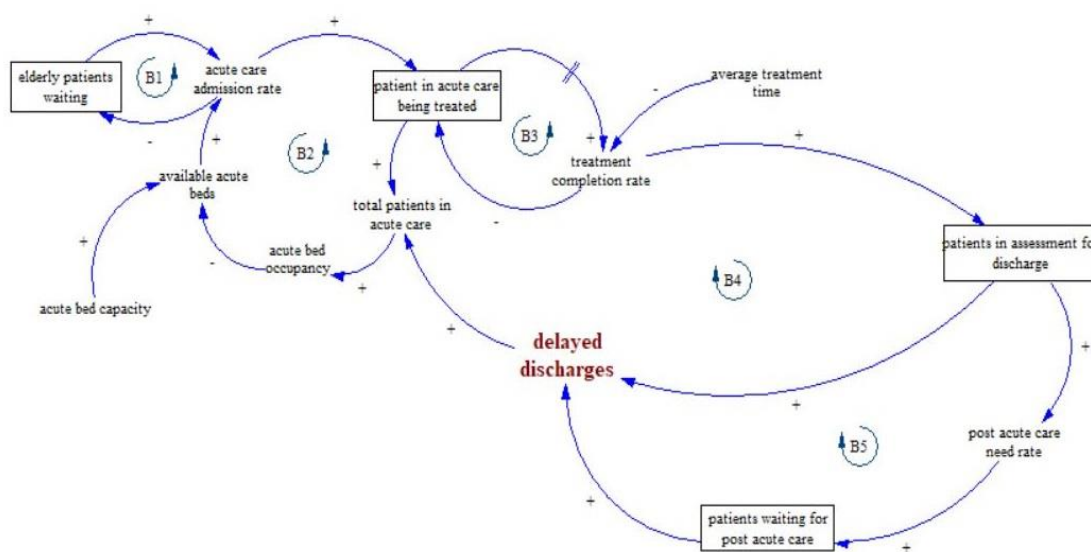 +
+
+
elderly patients
waiting
B1
acute care
admission rate
patient in acute care
being treated
average treatment
time
-
-
+
B2
+
B3
+
+
treatment
completion rate
available acute
beds
total patients in
acute care
-
+
acute bed
occupancy
-
+
acute bed capacity
patients in assessment fo
discharge
B4
+
delayed
discharges
+
+
B5
post acute care
need rate
+
patients waiting for
post acute care
+